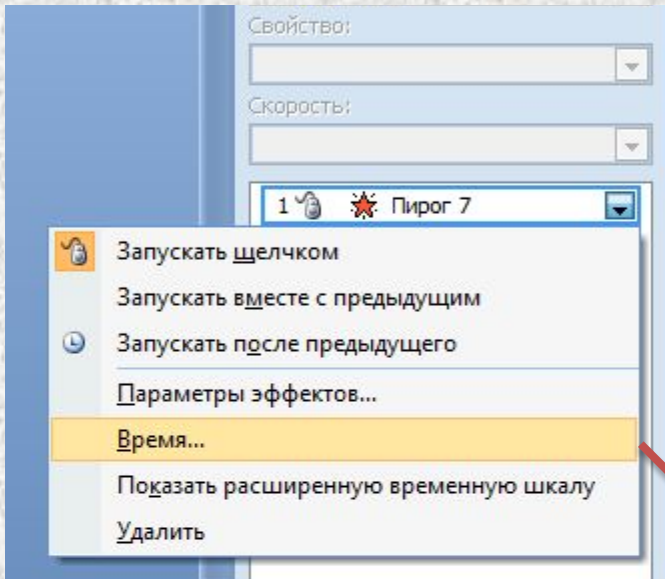 Свойство:
Скорость:
1 Пирог 7
Запускать щелчком
Запускать вместе с предыдущим
Запускать после предыдущего
Параметры эффектов...
Время...
Показать расширенную временную шкалу
Удалить